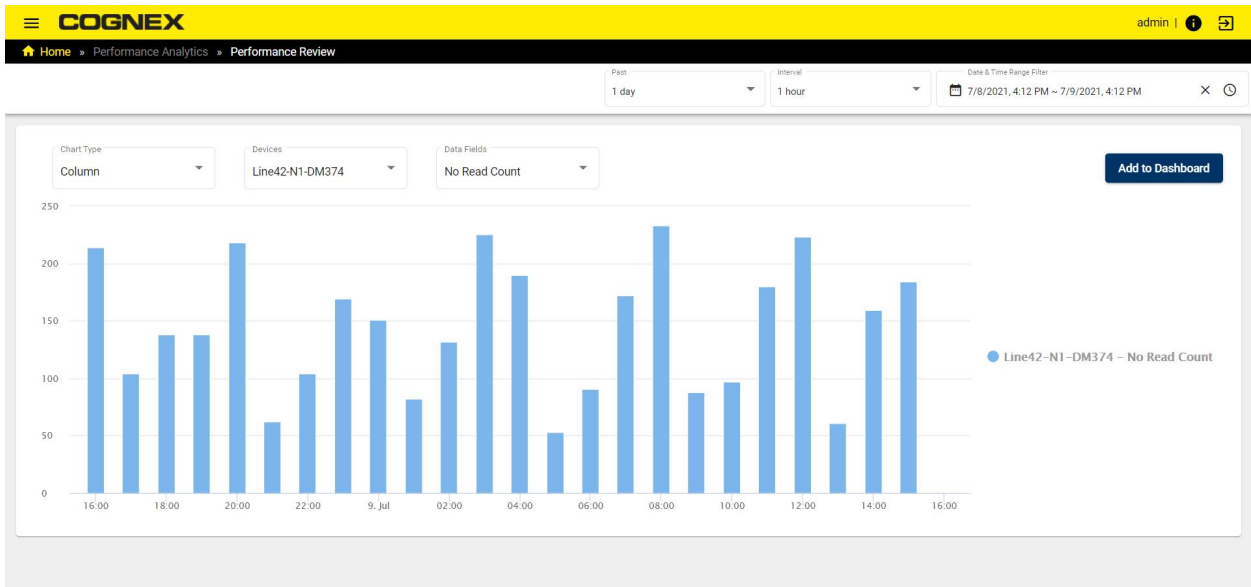 COGNEX
admin |
Home » Performance Analytics » Performance Review
Past
1 day
Interval
1 hour
Date & Time Range Filter
7/8/2021, 4:12 PM ~ 7/9/2021, 4:12 PM
Chart Type
Column
Devices
Line42-N1-DM374
Data Fields
No Read Count
Add to Dashboard
250
200
150
100
50
0
16:00 18:00 20:00 22:00 9. Jul 02:00 04:00 06:00 08:00 10:00 12:00 14:00 16:00
Line42-N1-DM374 – No Read Count